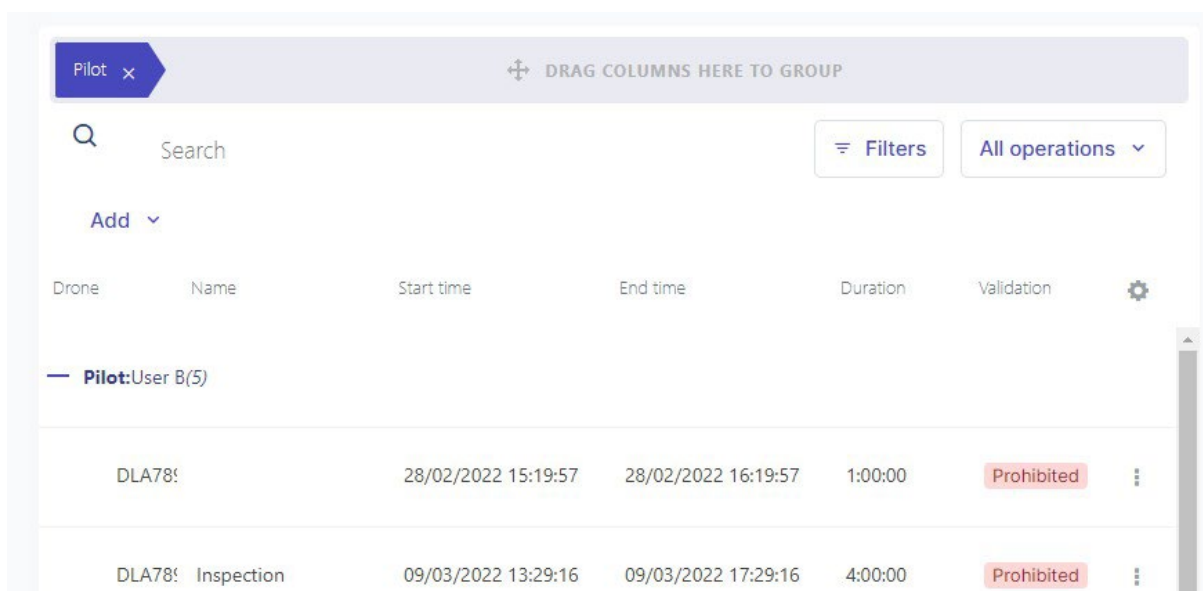 Pilot ×
DRAG COLUMNS HERE TO GROUP
Search
Filters
All operations
Add
Drone Name Start time End time Duration Validation
Pilot:User B(5)
DLA789 28/02/2022 15:19:57 28/02/2022 16:19:57 1:00:00 Prohibited
DLA789 Inspection 09/03/2022 13:29:16 09/03/2022 17:29:16 4:00:00 Prohibited